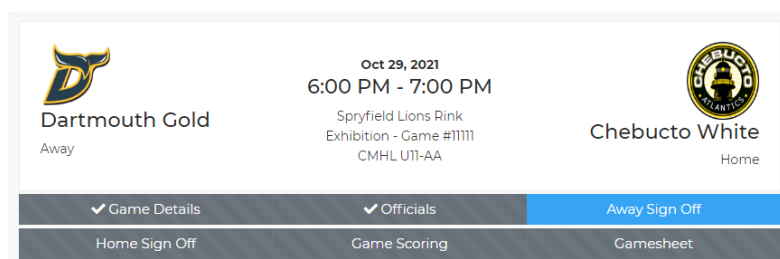 Dartmouth Gold
Away
Oct 29, 2021
6:00 PM - 7:00 PM
Spryfield Lions Rink
Exhibition - Game #11111
CMHL U11-AA
CHEBUCTO
ATLANTICS
Chebucto White
Home
Game Details
Officials
Away Sign Off
Home Sign Off
Game Scoring
Gamesheet